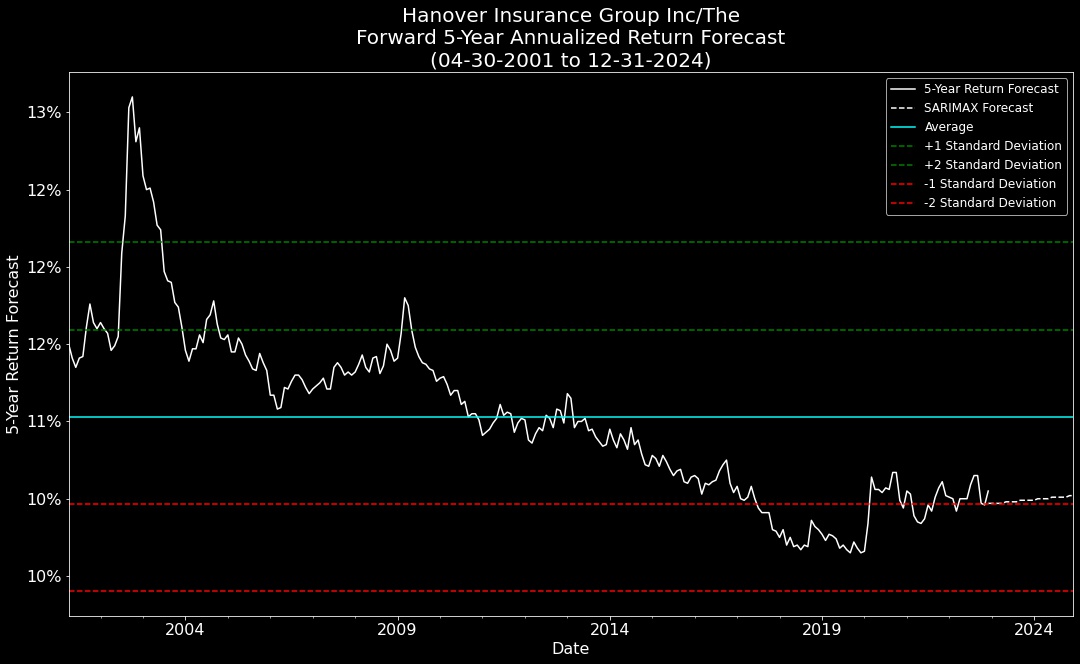 Hanover Insurance Group Inc/The
Forward 5-Year Annualized Return Forecast
(04-30-2001 to 12-31-2024)
5-Year Return Forecast
SARIMAX Forecast
Average
+1 Standard Deviation
+2 Standard Deviation
-1 Standard Deviation
-2 Standard Deviation
13%
12%
12%
12%
11%
10%
10%
5-Year Return Forecast
2004
2009
2014
2019
2024
Date